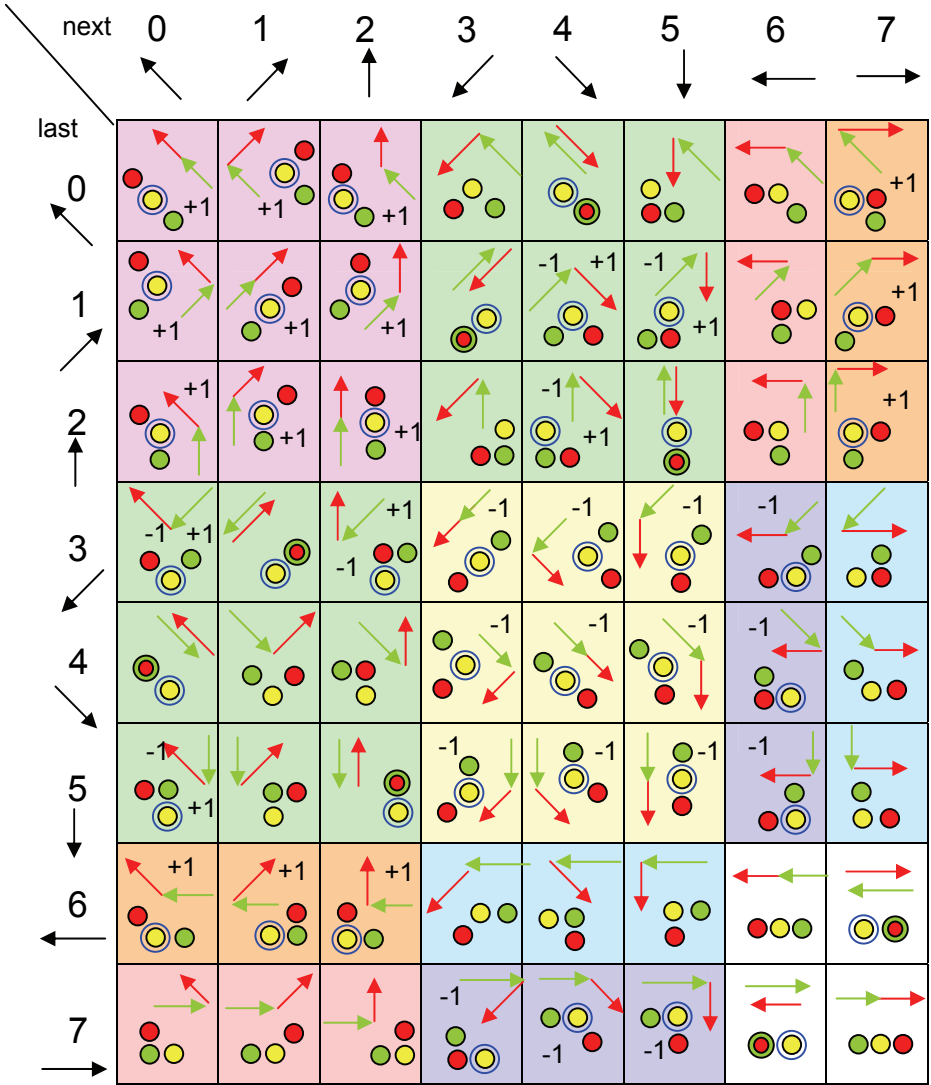 next 0 1 2 3 4 5 6 7
last
0 +1 +1 +1 +1
1 +1 +1 +1 -1 +1 -1 +1 +1
2 +1 +1 +1 -1 +1 +1
3 -1 +1 +1 -1 -1 -1 -1 -1
4 -1 -1 -1 -1
5 -1 +1 -1 -1 -1 -1
6 +1 +1 +1
7 -1 -1 -1